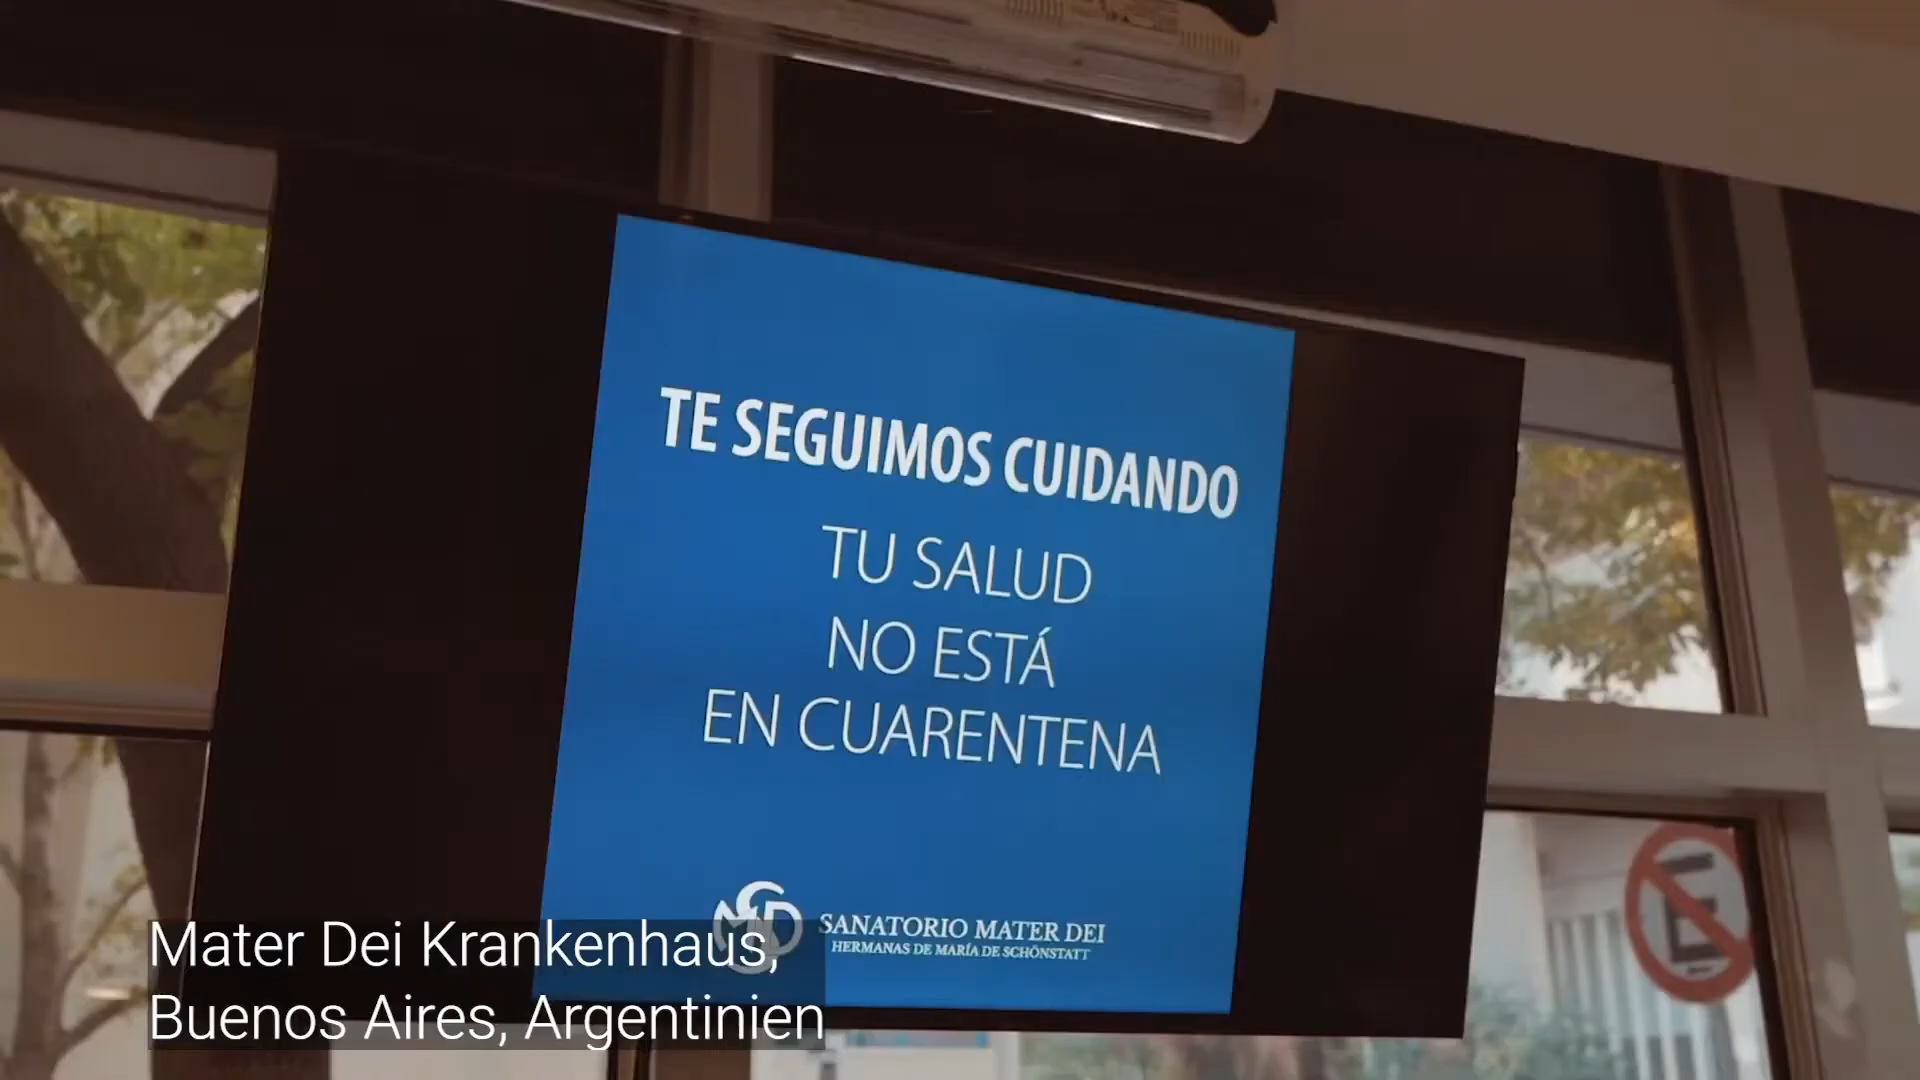 TE SEGUIMOS CUIDANDO
TU SALUD
NO ESTÁ
EN CUARENTENA
SANATORIO MATER DEI
HERMANAS DE MARÍA DE SCHÖNSTATT
E
Mater Dei Krankenhaus,
Buenos Aires, Argentinien